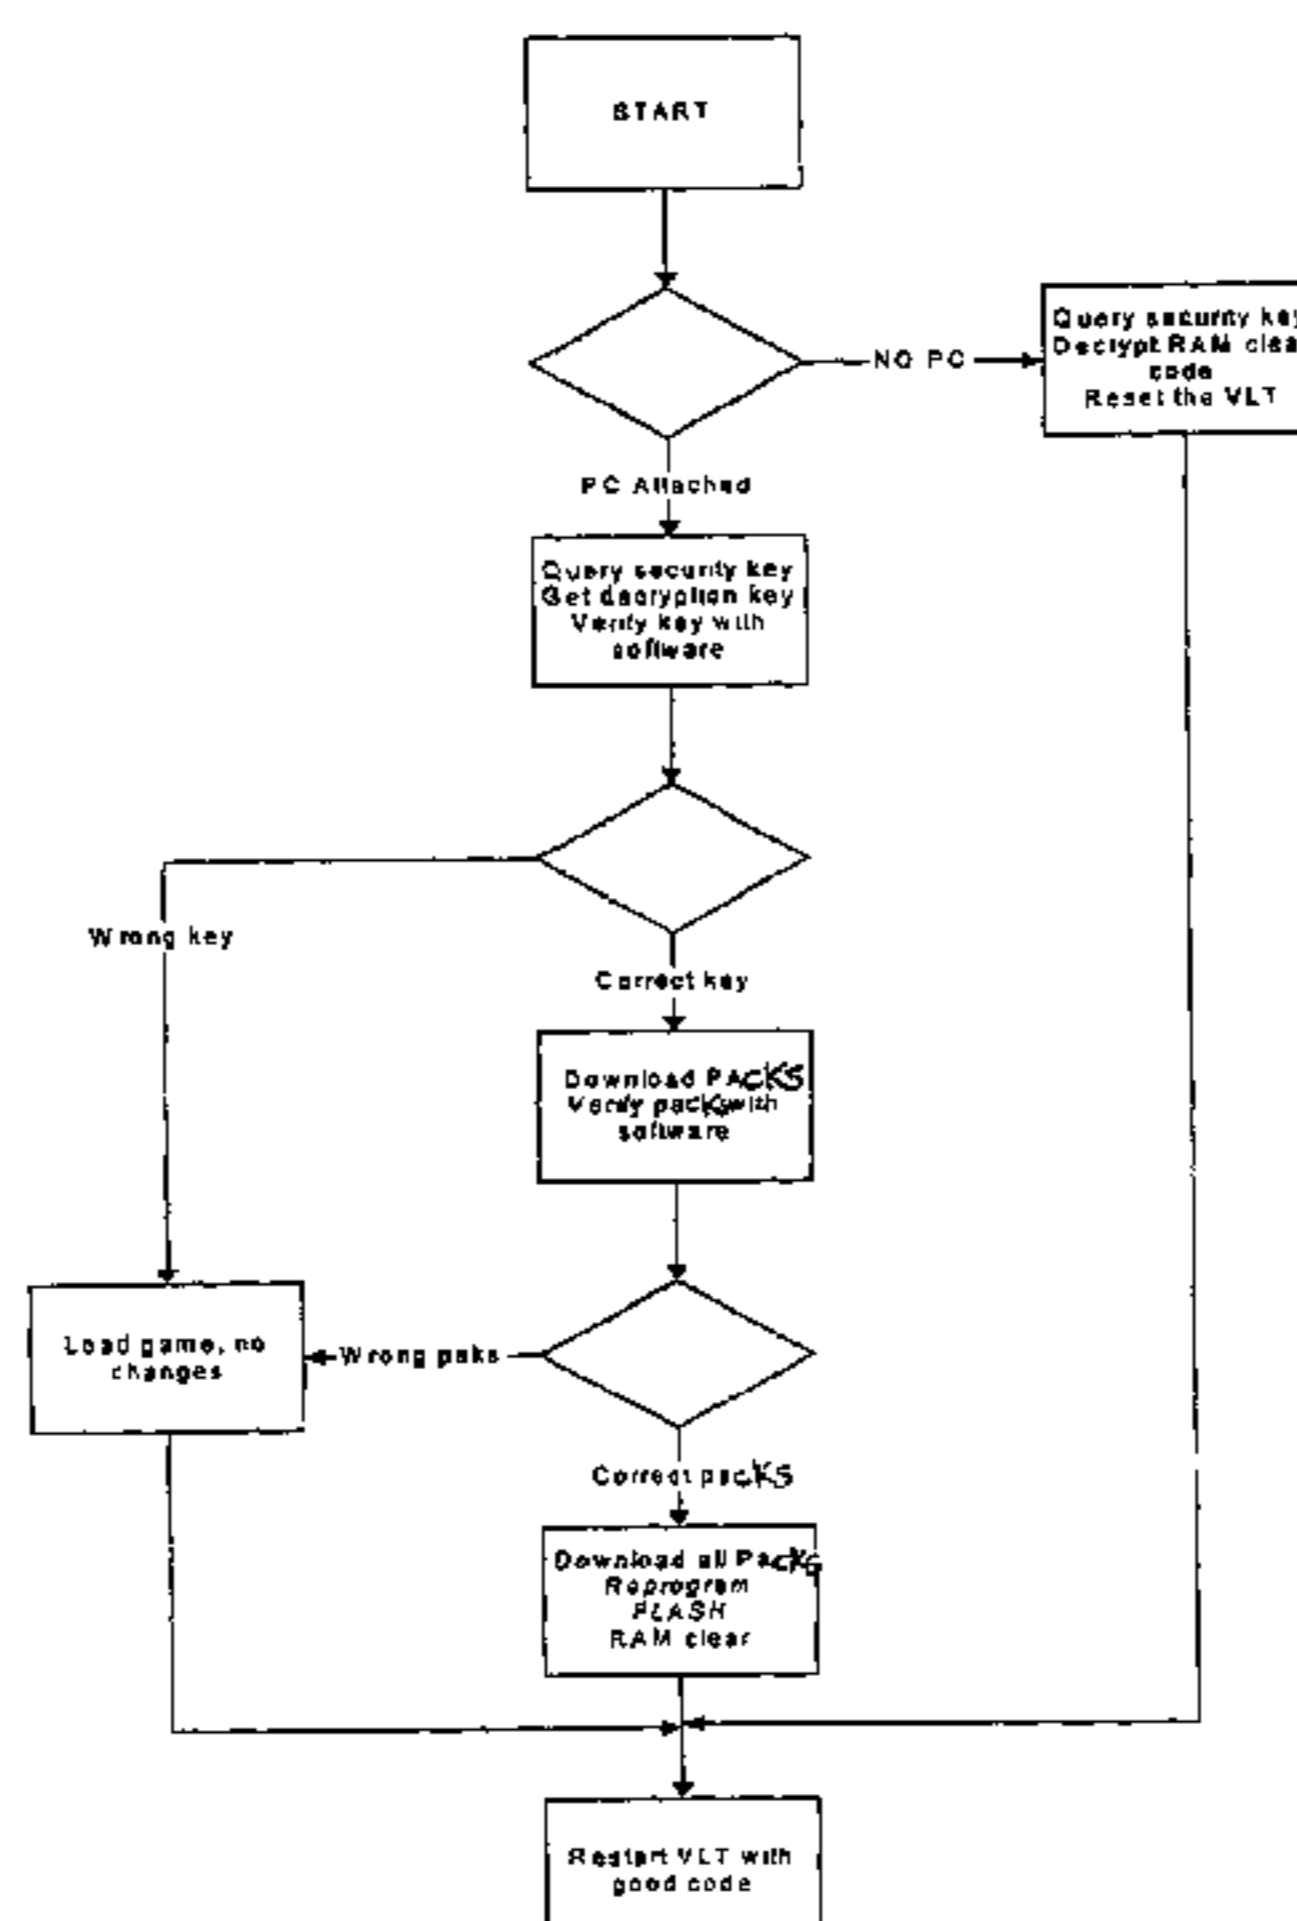 START
NO PC
Query security key
Decrypt RAM clea
code
Reset the VLT
PC Attached
Query security key
Get decryption key
Verify key with
software
Wrong key
Correct key
Download PACKS
Verify packs with
software
Load game, no
changes
Wrong paks
Correct packs
Download all Packs
Reprogram
FLASH
RAM clear
Restart VLT with
good code